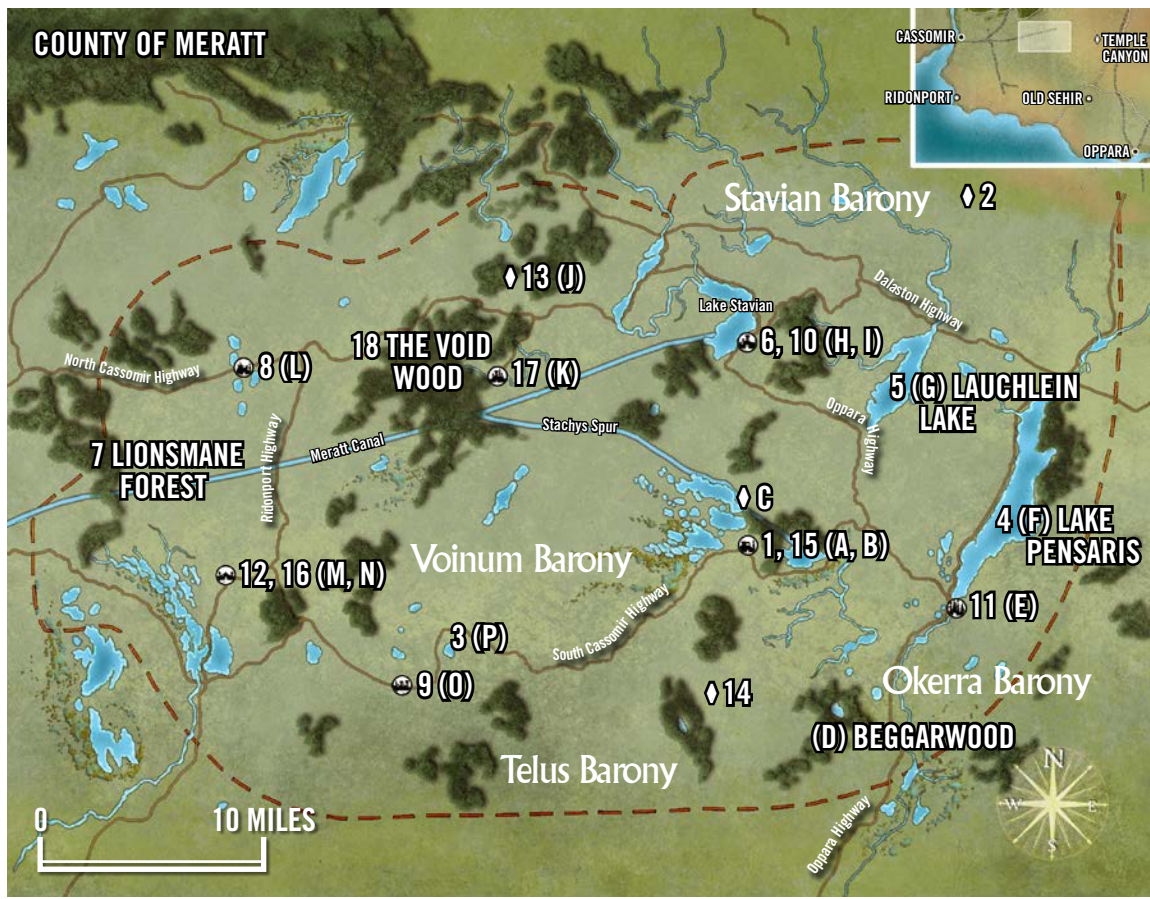 COUNTY OF MERATT
CASSOMIR
TEMPLE
CANYON
RIDONPORT
OLD SEHIR
OPPARA
Stavian Barony
2
13 (J)
Dalaston Highway
Lake Stavian
18 THE VOID
WOOD
6, 10 (H, I)
North Cassomir Highway
8 (L)
17 (K)
5 (G) LAUCHLEIN
LAKE
Oppara Highway
Stachys Spur
Ridonport Highway
Meratt Canal
7 LIONSMANE
FOREST
C
4 (F) LAKE
PENSARIS
1, 15 (A, B)
Voinum Barony
12, 16 (M, N)
11 (E)
3 (P)
South Cassomir Highway
9 (O)
14
Okerra Barony
(D) BEGGARWOOD
Telus Barony
N
W
E
S
0
10 MILES
Oppara Highway